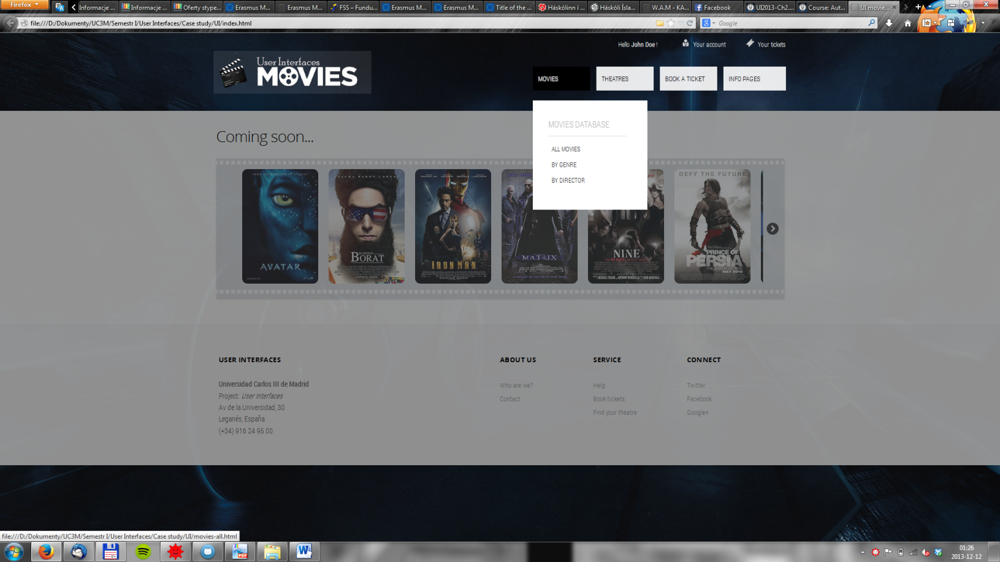 Firefox
Informacje ...
Informacje ...
Oferty stype...
Erasmus M...
Erasmus M...
FSS – Fundu...
Erasmus M...
Erasmus M...
Title of the ...
Háskólinn í ...
Háskóli Ísla...
W.A.M - KA...
Facebook
UI2013-Ch2....
Course: Aut...
UI movie...
file:///D:/Dokumenty/UC3M/Semestr I/User Interfaces/Case study/UI/index.html
Google
Hello John Doe !
Your account
Your tickets
User Interfaces
MOVIES
MOVIES
THEATRES
BOOK A TICKET
INFO PAGES
MOVIES DATABASE
ALL MOVIES
BY GENRE
BY DIRECTOR
Coming soon...
AVATAR
SACHA BARON COHEN
BORAT
COMING SOON
IRON MAN
COMING SOON
MATRIX
NINE
DEFY THE FUTURE
PRINCE OF
PERSIA
MAY 2010
USER INTERFACES
Universidad Carlos III de Madrid
Project: User Interfaces
Av de la Universidad, 30
Leganés, España
(+34) 916 24 95 00
ABOUT US
Who are we?
Contact
SERVICE
Help
Book tickets
Find your theatre
CONNECT
Twitter
Facebook
Google+
file:///D:/Dokumenty/UC3M/Semestr I/User Interfaces/Case study/UI/movies-all.html
PDF
01:26
2013-12-12